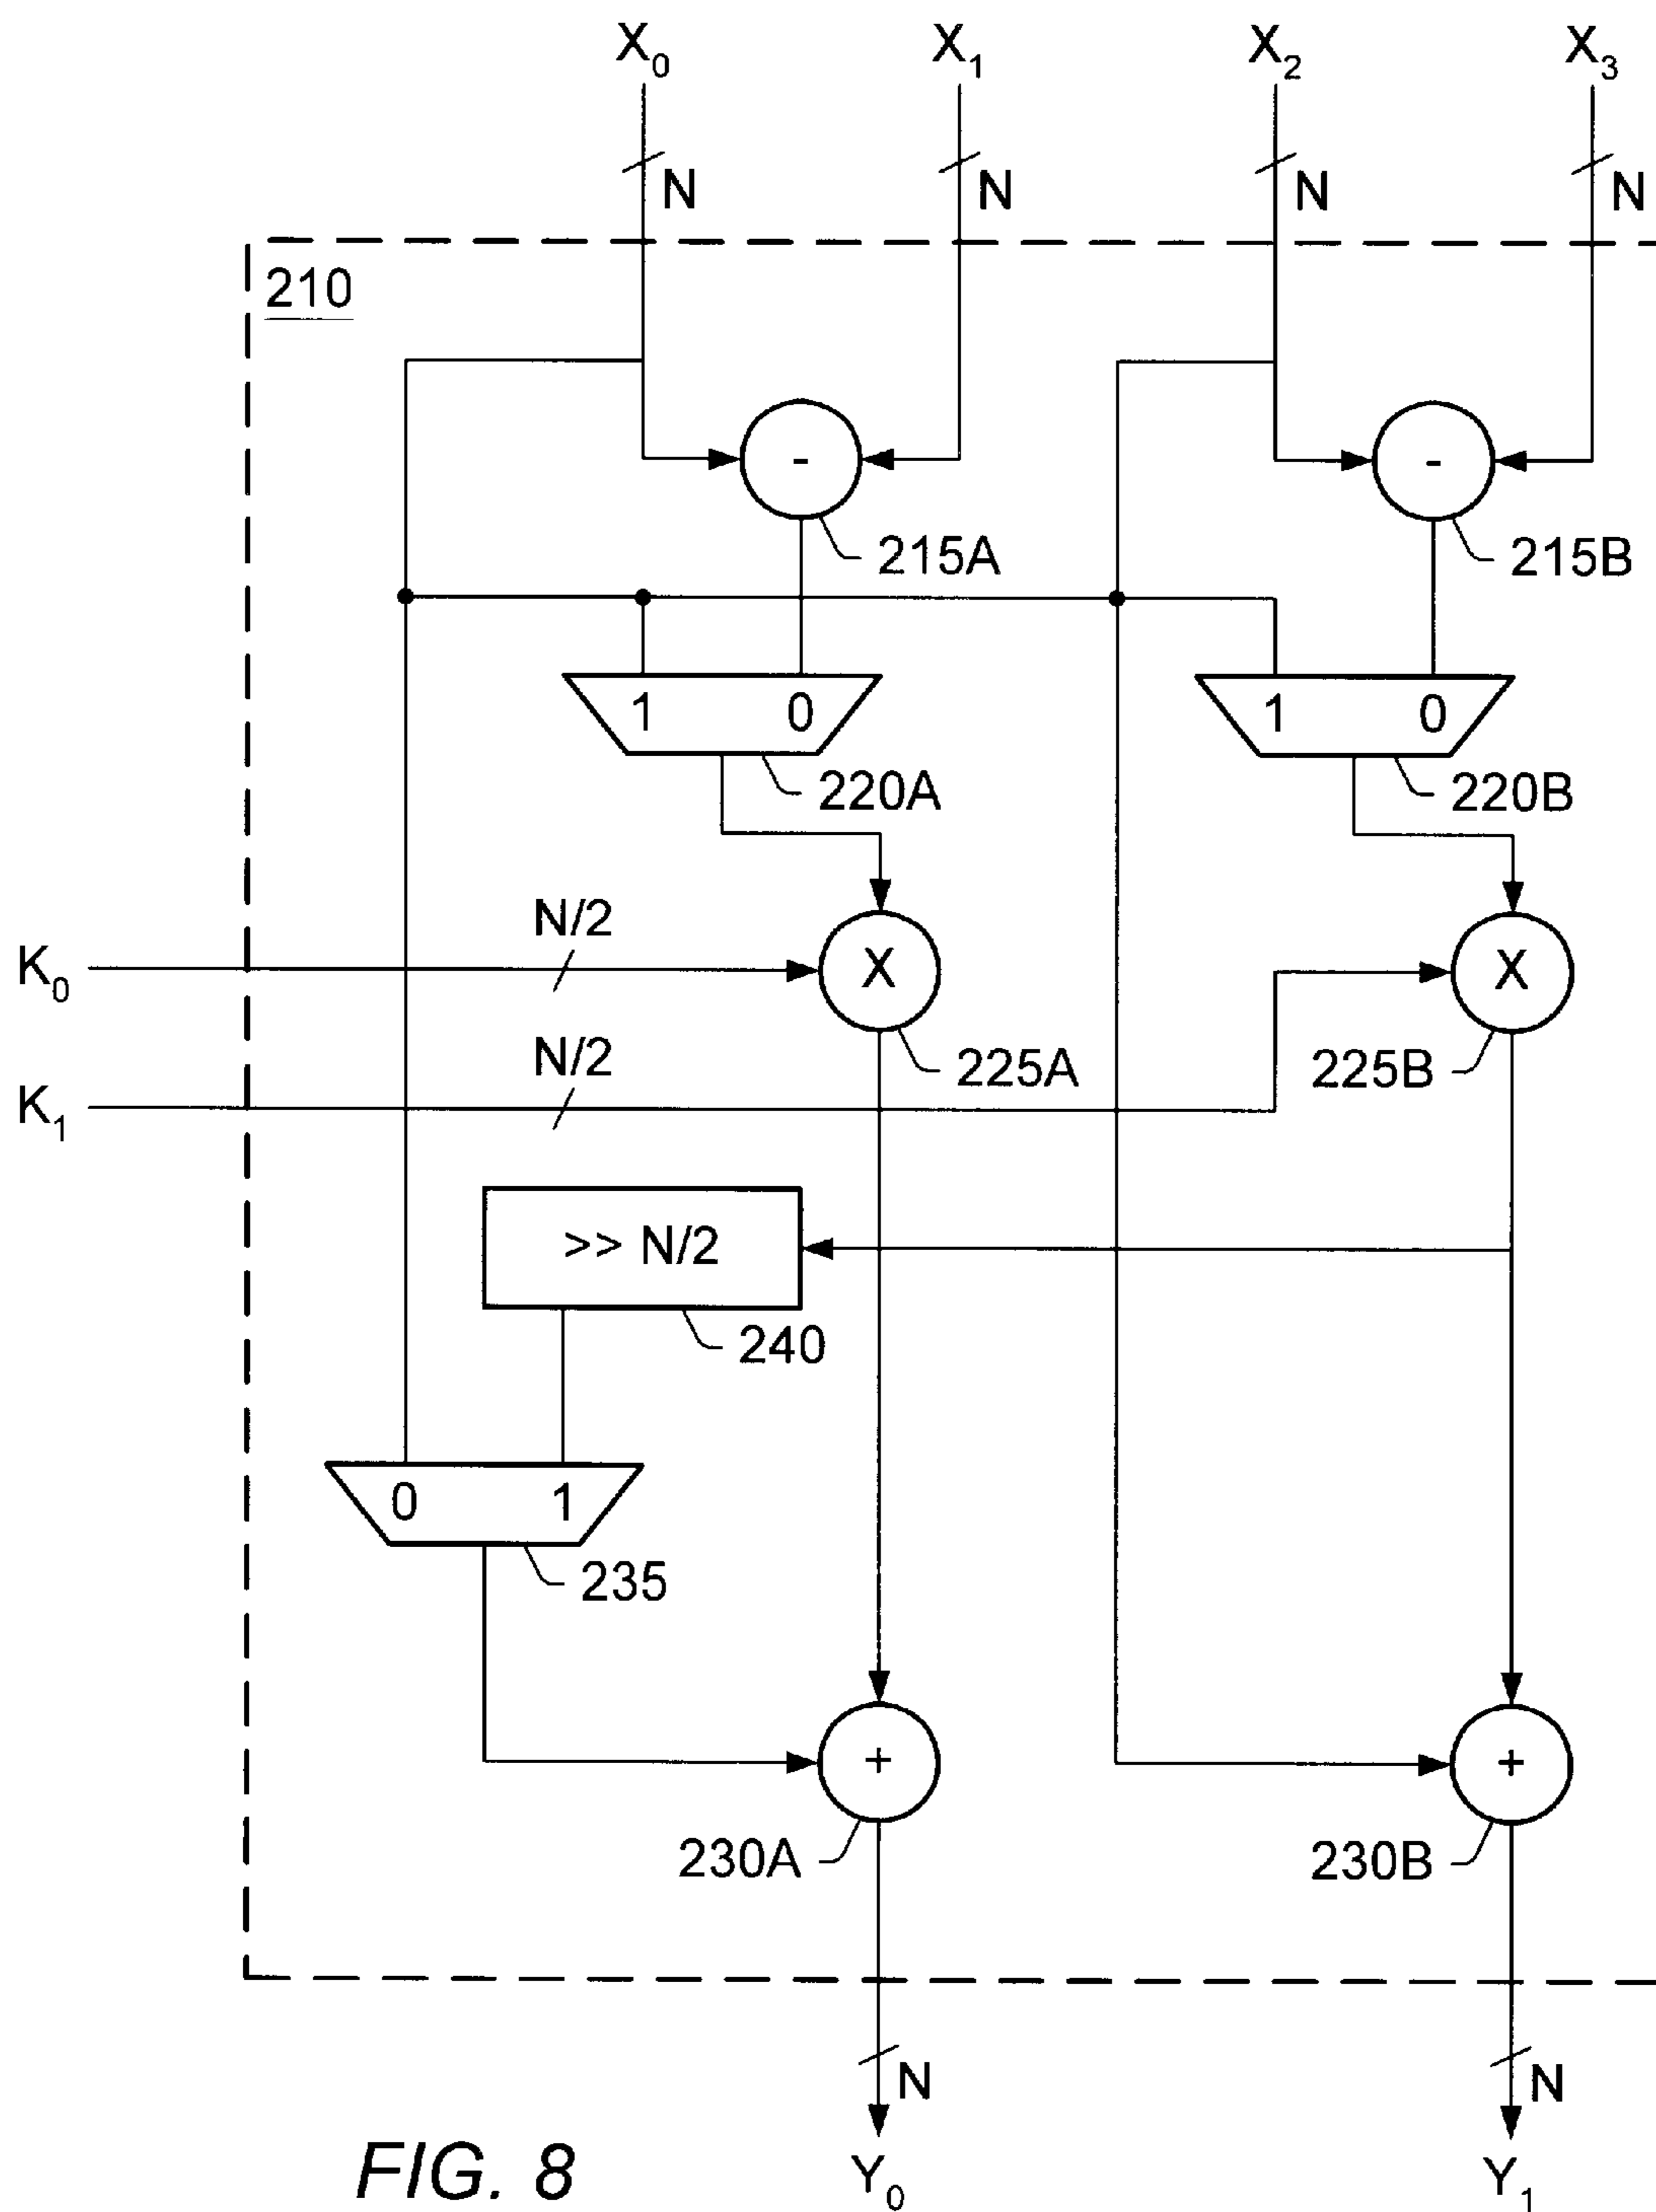 X0 X1 X2 X3
N N N N
210
- -
215A 215B
1 0 1 0
220A 220B
N/2
K0 X X
N/2 225A 225B
K1
>> N/2
240
0 1
235
+ +
230A 230B
N N
FIG. 8 Y0 Y1